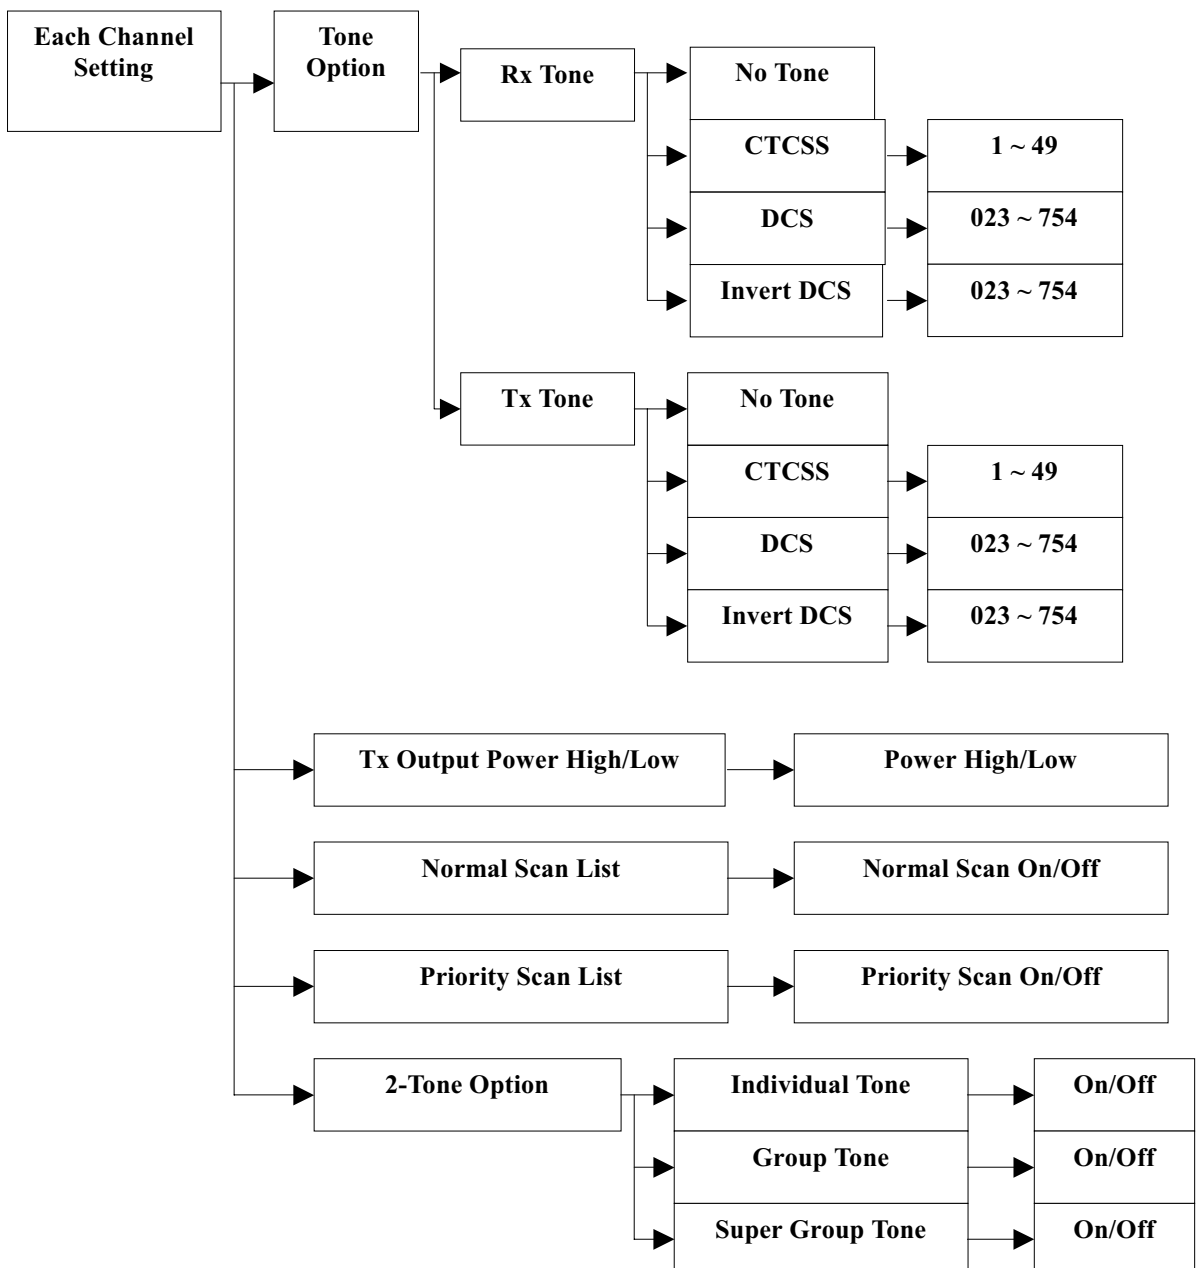 Each Channel
Setting
Tone
Option
Rx Tone
No Tone
CTCSS
1 ~ 49
DCS
023 ~ 754
Invert DCS
023 ~ 754
Tx Tone
No Tone
CTCSS
1 ~ 49
DCS
023 ~ 754
Invert DCS
023 ~ 754
Tx Output Power High/Low
Power High/Low
Normal Scan List
Normal Scan On/Off
Priority Scan List
Priority Scan On/Off
2-Tone Option
Individual Tone
On/Off
Group Tone
On/Off
Super Group Tone
On/Off